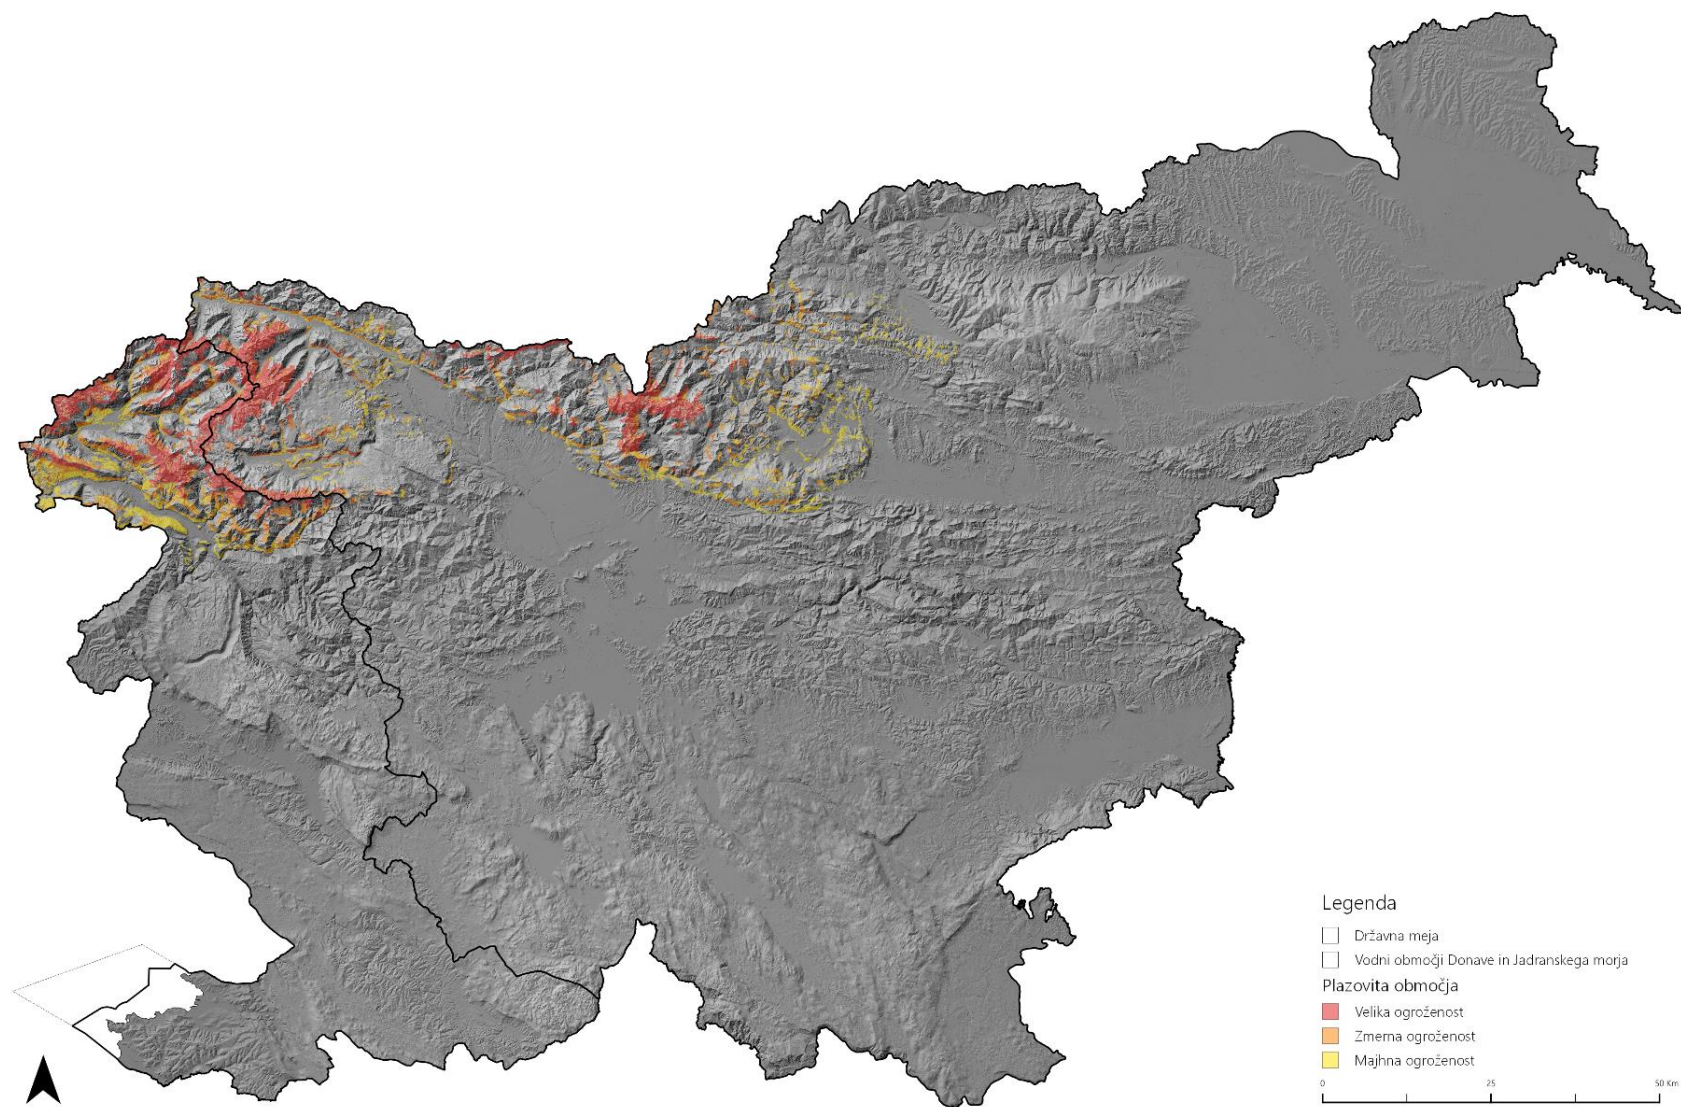 Legenda
Državna meja
Vodni območji Donave in Jadranskega morja
Plazovita območja
Velika ogroženost
Zmerna ogroženost
Majhna ogroženost
0 25 50 Km